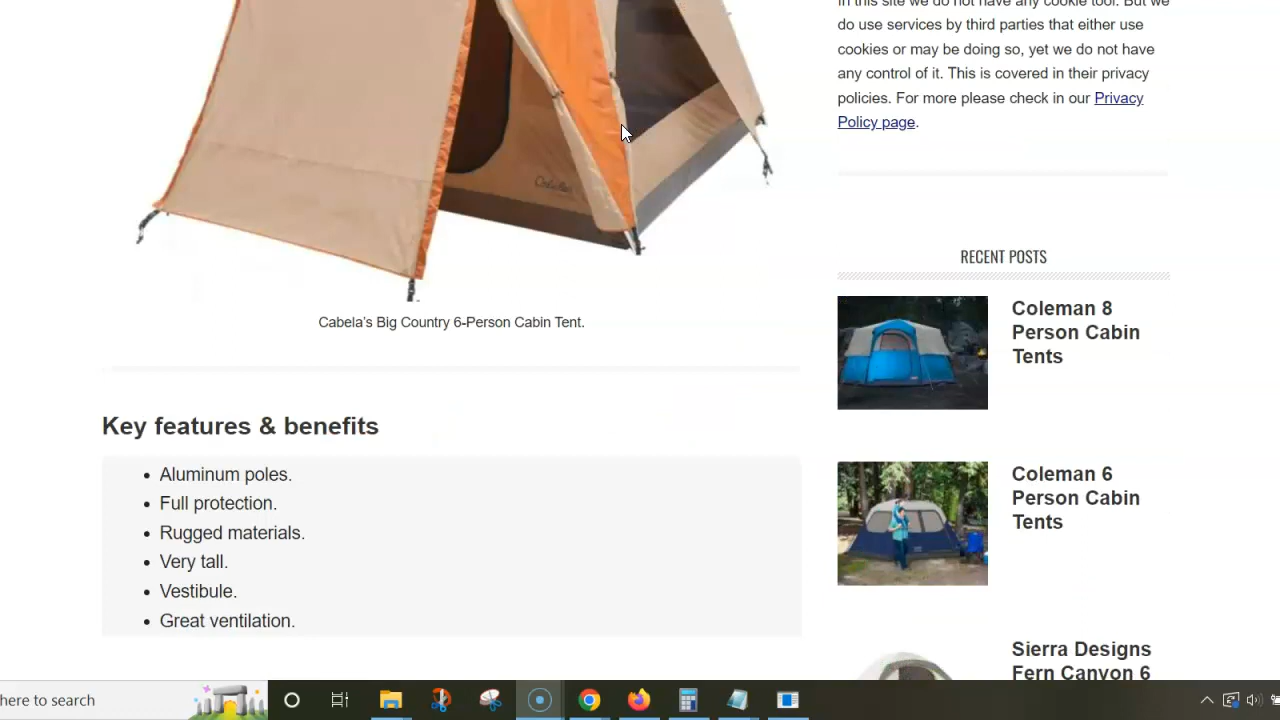 In this site we do not have any cookie tool. But we
do use services by third parties that either use
cookies or may be doing so, yet we do not have
any control of it. This is covered in their privacy
policies. For more please check in our Privacy
Policy page.
Cabela's
Cabela's Big Country 6-Person Cabin Tent.
Key features & benefits
• Aluminum poles.
• Full protection.
• Rugged materials.
• Very tall.
• Vestibule.
• Great ventilation.
RECENT POSTS
Coleman 8
Person Cabin
Tents
Coleman 6
Person Cabin
Tents
Sierra Designs
Fern Canyon 6
here to search